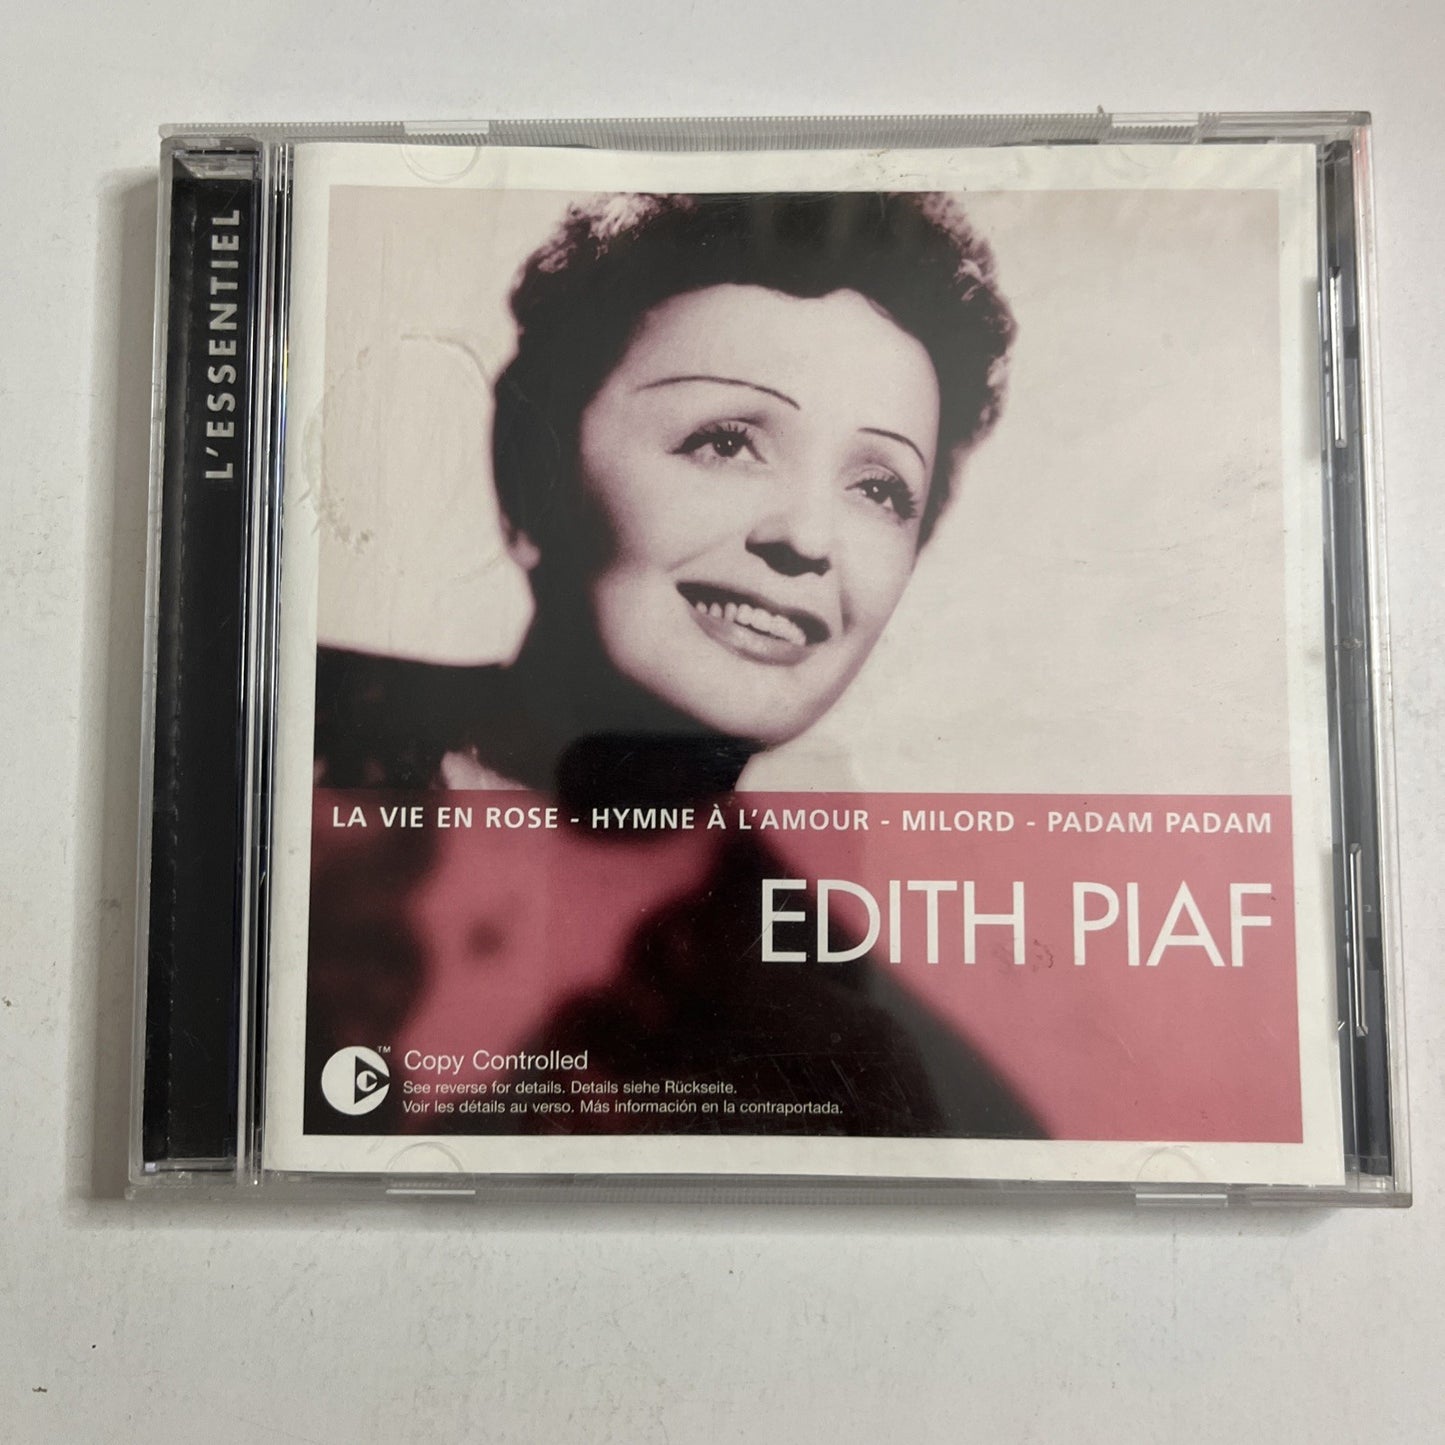 L'ESSENTIEL
LA VIE EN ROSE - HYMNE À L'AMOUR - MILORD - PADAM PADAM
EDITH PIAF
TM
C
Copy Controlled
See reverse for details. Details siehe Rückseite.
Voir les détails au verso. Más información en la contraportada.